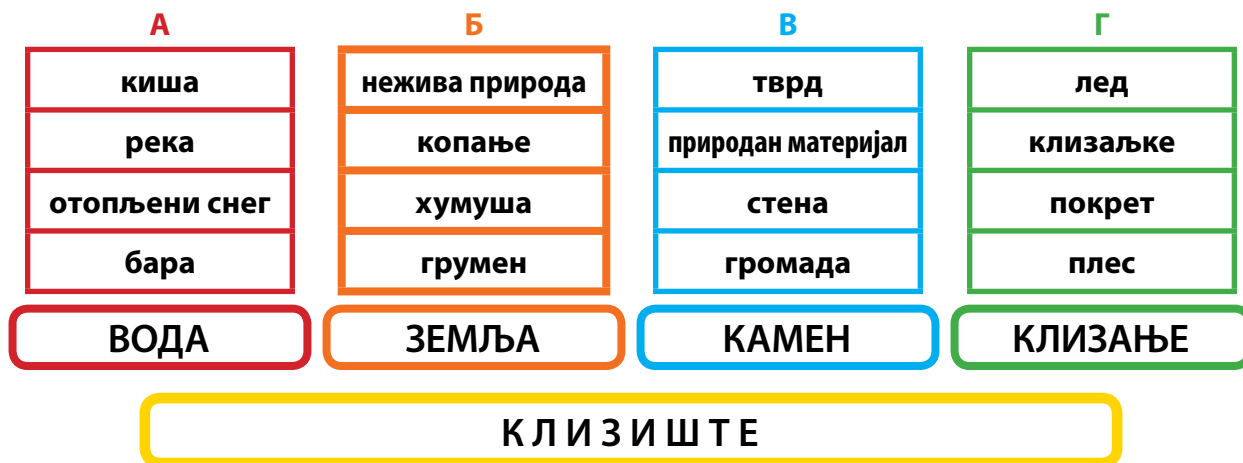 А Б В Г
киша нежива природа тврд лед
река копање природан материјал клизаљке
отопљени снег хумуша стена покрет
бара грумен громада плес
ВОДА ЗЕМЉА КАМЕН КЛИЗАЊЕ
КЛИЗИШТЕ